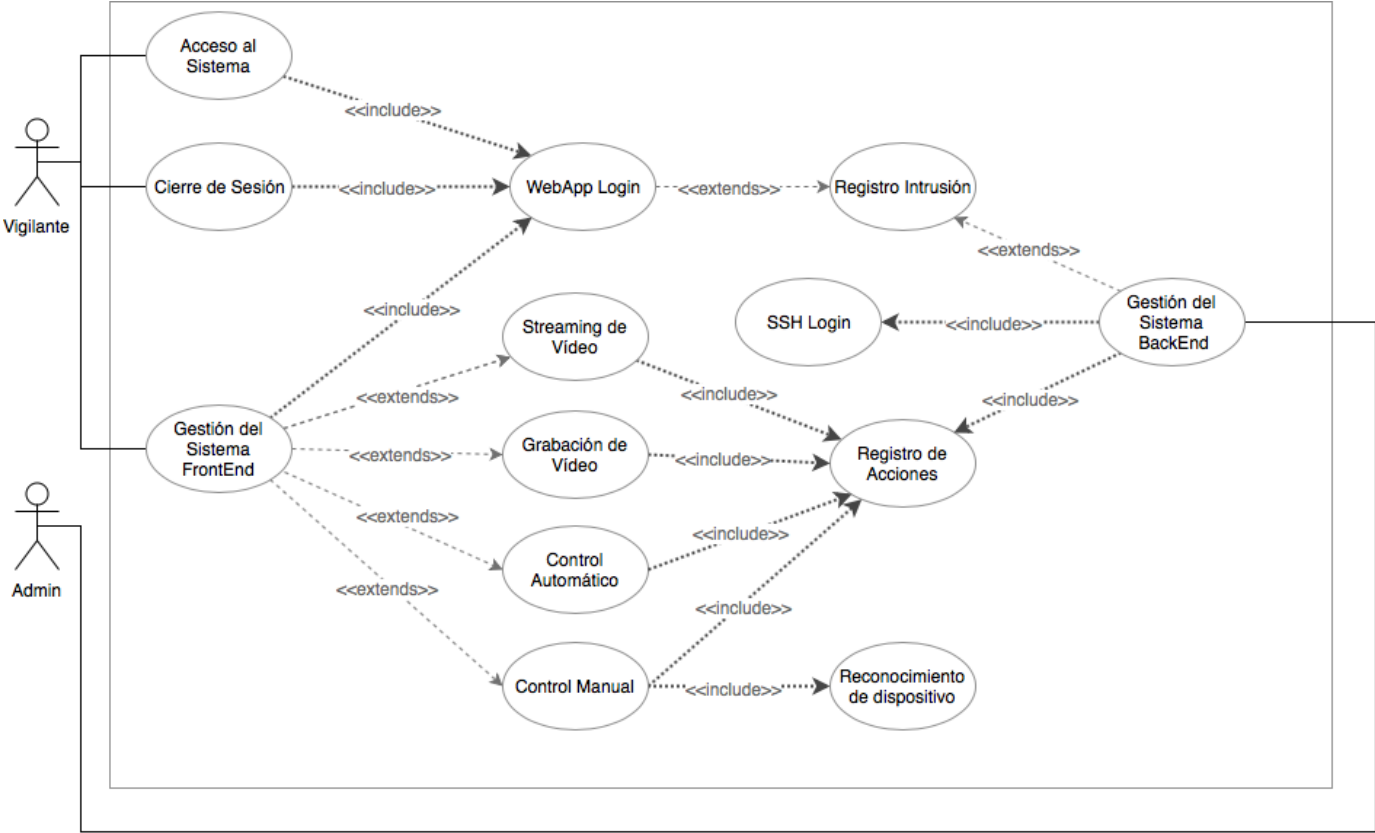 Acceso al
Sistema
<<include>>
Vigilante
Cierre de Sesión
<<include>>
WebApp Login
<<extends>>
Registro Intrusión
<<extends>>
<<include>>
Streaming de
Vídeo
SSH Login
<<include>>
Gestión del
Sistema
BackEnd
<<extends>>
<<include>>
<<include>>
Gestión del
Sistema
FrontEnd
<<extends>>
Grabación de
Vídeo
<<include>>
Registro de
Acciones
<<extends>>
<<include>>
Admin
Control
Automático
<<extends>>
<<include>>
Control Manual
<<include>>
Reconocimiento
de dispositivo